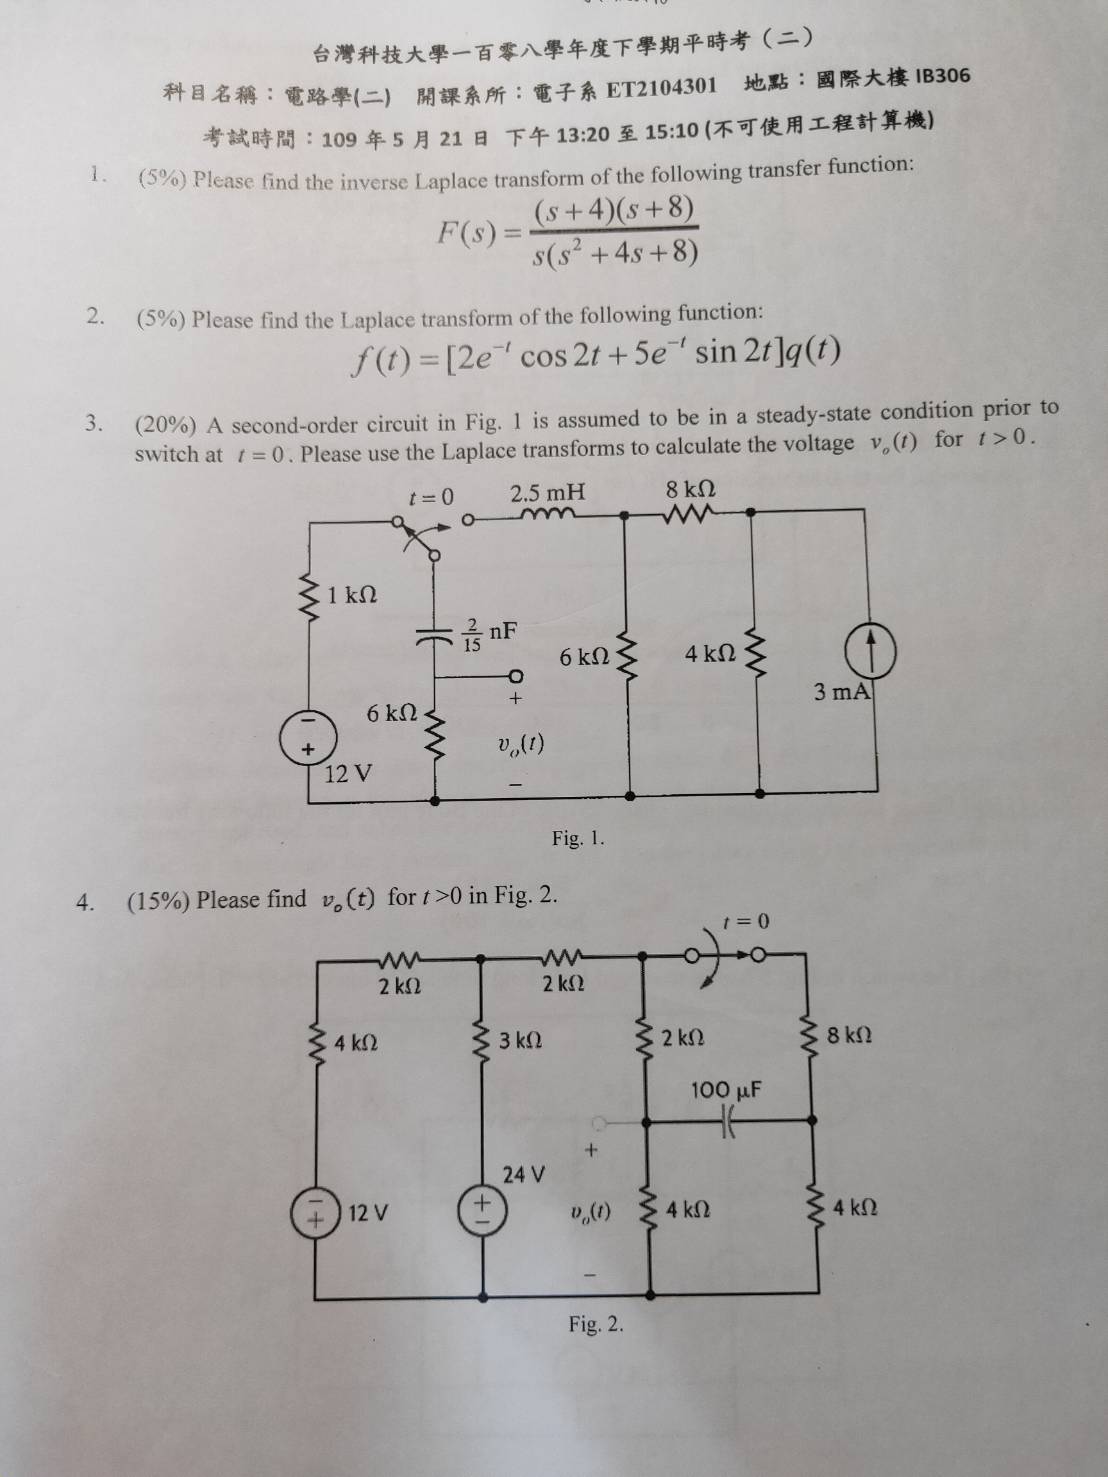 台灣科技大學一百零八學年度下學期平時考（二）
科目名稱：電路學(二) 開課系所：電子系 ET2104301 地點：國際大樓 IB306
考試時間：109 年 5 月 21 日 下午 13:20 至 15:10 (不可使用工程計算機)
1. (5%) Please find the inverse Laplace transform of the following transfer function:
F(s) = (s+4)(s+8) / s(s² + 4s + 8)
2. (5%) Please find the Laplace transform of the following function:
f(t) = [2e⁻ᵗ cos 2t + 5e⁻ᵗ sin 2t]q(t)
3. (20%) A second-order circuit in Fig. 1 is assumed to be in a steady-state condition prior to
switch at t = 0. Please use the Laplace transforms to calculate the voltage vₒ(t) for t > 0.
t = 0 2.5 mH 8 kΩ
1 kΩ
2/15 nF
6 kΩ 4 kΩ
3 mA
+
6 kΩ
vₒ(t)
−
+
12 V
−
Fig. 1.
4. (15%) Please find vₒ(t) for t >0 in Fig. 2.
t = 0
2 kΩ 2 kΩ
4 kΩ 3 kΩ 2 kΩ 8 kΩ
100 μF
+
24 V
−
+
12 V
+
−
vₒ(t) 4 kΩ 4 kΩ
−
Fig. 2.